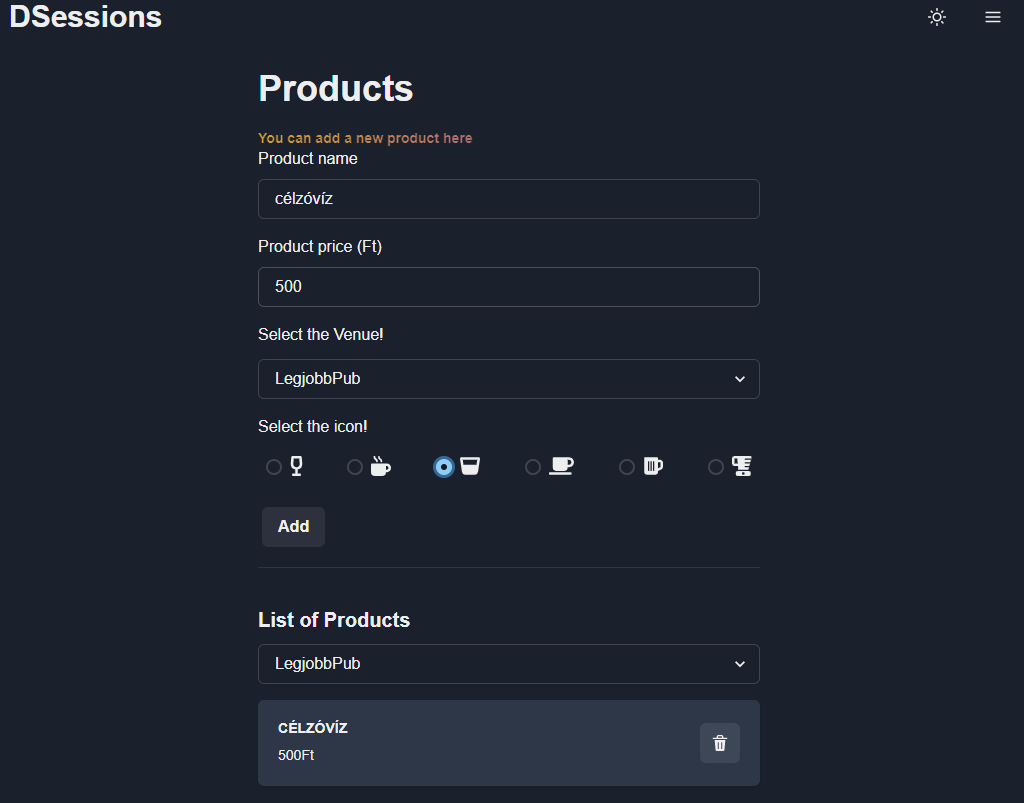 DSessions
Products
You can add a new product here
Product name
célzóvíz
Product price (Ft)
500
Select the Venue!
LegjobbPub
Select the icon!
Add
List of Products
LegjobbPub
CÉLZÓVÍZ
500Ft